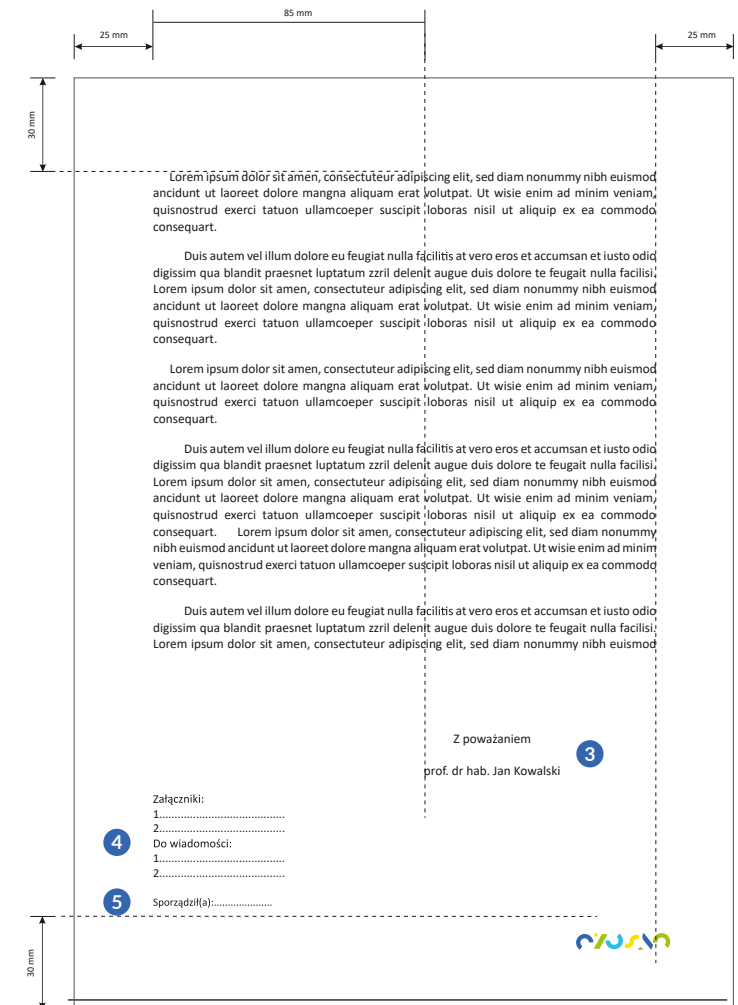 85 mm
25 mm
25 mm
30 mm
Lorem ipsum dolor sit amen, consectuteur adipiscing elit, sed diam nonummy nibh euismod
ancidunt ut laoreet dolore mangna aliquam erat volutpat. Ut wisie enim ad minim veniam,
quisnostrud exerci tatuon ullamcoeper suscipit loboras nisil ut aliquip ex ea commodo
consequart.
Duis autem vel illum dolore eu feugiat nulla facilitis at vero eros et accumsan et iusto odio
digissim qua blandit praesnet luptatum zzril delenit augue duis dolore te feugait nulla facilisi.
Lorem ipsum dolor sit amen, consectuteur adipiscing elit, sed diam nonummy nibh euismod
ancidunt ut laoreet dolore mangna aliquam erat volutpat. Ut wisie enim ad minim veniam,
quisnostrud exerci tatuon ullamcoeper suscipit loboras nisil ut aliquip ex ea commodo
consequart.
Lorem ipsum dolor sit amen, consectuteur adipiscing elit, sed diam nonummy nibh euismod
ancidunt ut laoreet dolore mangna aliquam erat volutpat. Ut wisie enim ad minim veniam,
quisnostrud exerci tatuon ullamcoeper suscipit loboras nisil ut aliquip ex ea commodo
consequart.
Duis autem vel illum dolore eu feugiat nulla facilitis at vero eros et accumsan et iusto odio
digissim qua blandit praesnet luptatum zzril delenit augue duis dolore te feugait nulla facilisi.
Lorem ipsum dolor sit amen, consectuteur adipiscing elit, sed diam nonummy nibh euismod
ancidunt ut laoreet dolore mangna aliquam erat volutpat. Ut wisie enim ad minim veniam,
quisnostrud exerci tatuon ullamcoeper suscipit loboras nisil ut aliquip ex ea commodo
consequart. Lorem ipsum dolor sit amen, consectuteur adipiscing elit, sed diam nonummy
nibh euismod ancidunt ut laoreet dolore mangna aliquam erat volutpat. Ut wisie enim ad minim
veniam, quisnostrud exerci tatuon ullamcoeper suscipit loboras nisil ut aliquip ex ea commodo
consequart.
Duis autem vel illum dolore eu feugiat nulla facilitis at vero eros et accumsan et iusto odio
digissim qua blandit praesnet luptatum zzril delenit augue duis dolore te feugait nulla facilisi.
Lorem ipsum dolor sit amen, consectuteur adipiscing elit, sed diam nonummy nibh euismod
Z poważaniem
3
prof. dr hab. Jan Kowalski
Załączniki:
1.........................................
2.........................................
4
Do wiadomości:
1.........................................
2.........................................
5
Sporządził(a):.....................
30 mm